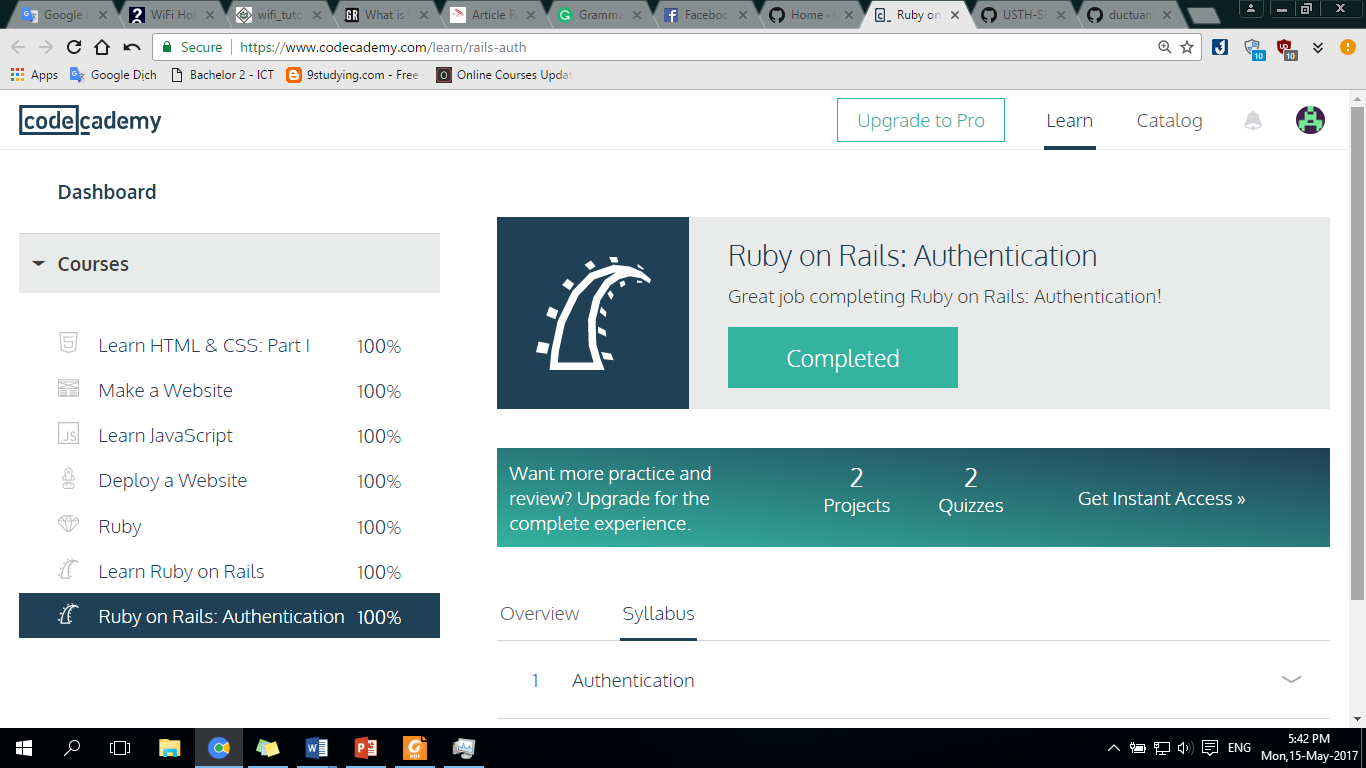 Google
WiFi Hot
wifi_tuto
What is
Article R
Gramma
Facebook
Home -
Ruby on
USTH-SE
ductuan
Secure
https://www.codecademy.com/learn/rails-auth
10
10
Apps
Google Dịch
Bachelor 2 - ICT
9studying.com - Free
Online Courses Updat
codecademy
Upgrade to Pro
Learn
Catalog
Dashboard
Courses
Learn HTML & CSS: Part I 100%
Make a Website 100%
Learn JavaScript 100%
Deploy a Website 100%
Ruby 100%
Learn Ruby on Rails 100%
Ruby on Rails: Authentication 100%
Ruby on Rails: Authentication
Great job completing Ruby on Rails: Authentication!
Completed
Want more practice and
review? Upgrade for the
complete experience.
2
Projects
2
Quizzes
Get Instant Access »
Overview
Syllabus
1 Authentication
ENG
5:42 PM
Mon,15-May-2017